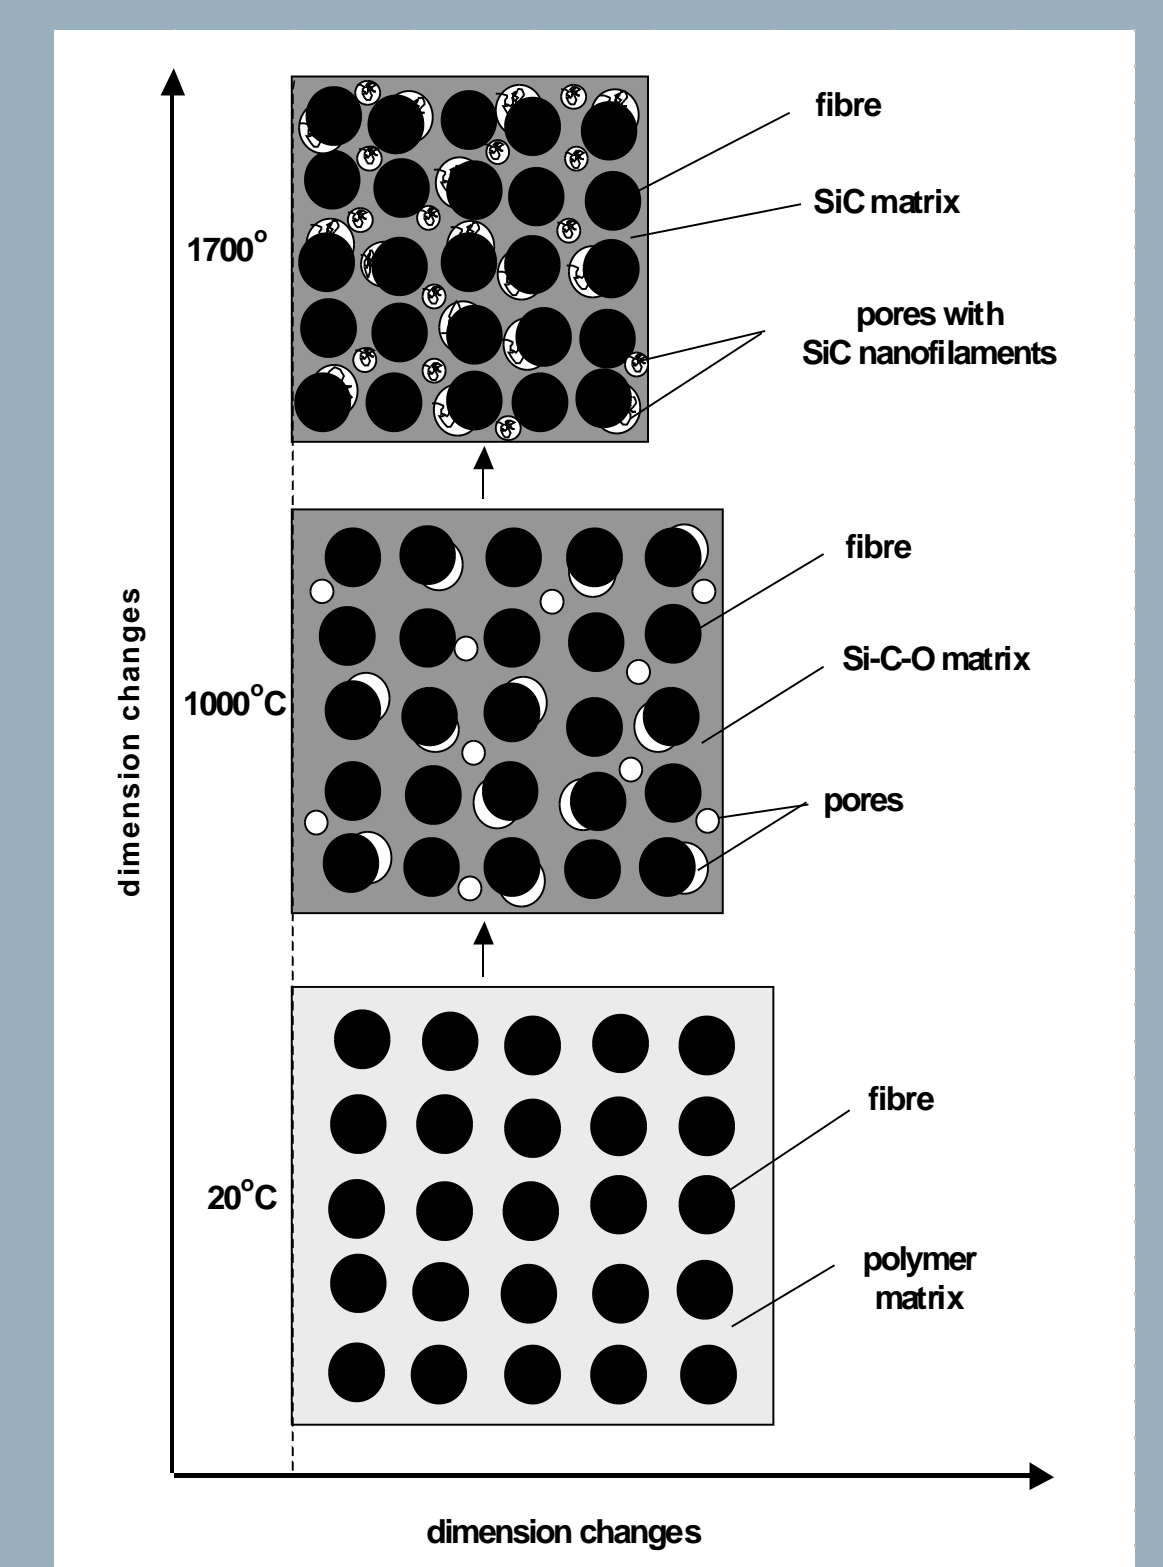 fibre
SiC matrix
1700°
pores with
SiC nanofilaments
fibre
Si-C-O matrix
1000°C
pores
dimension changes
fibre
20°C
polymer
matrix
dimension changes